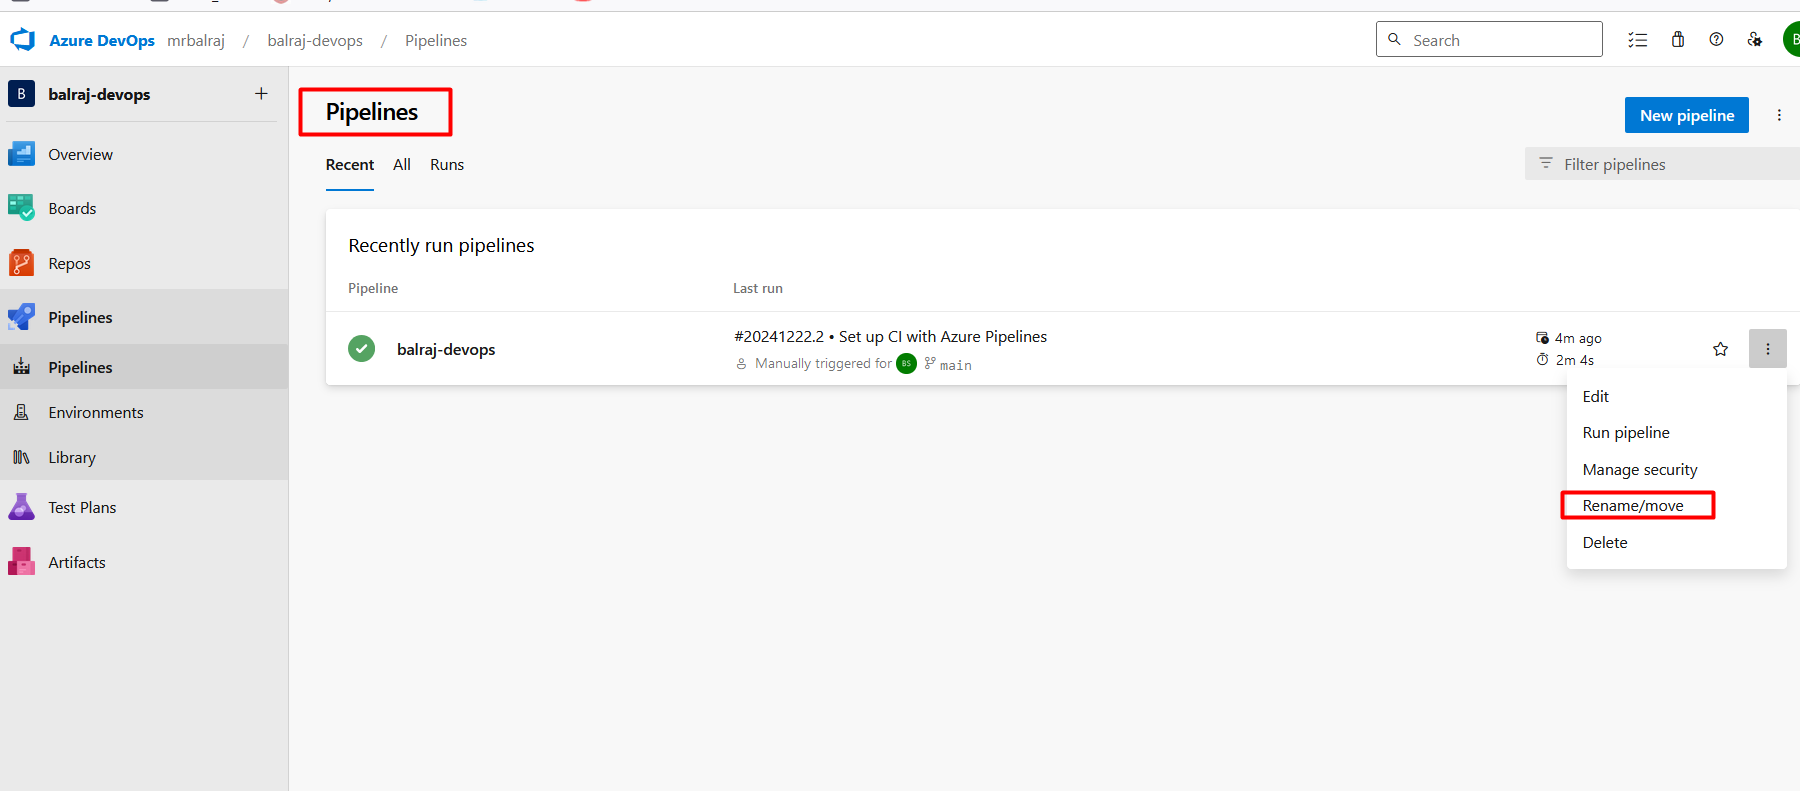 Azure DevOps mrbalraj / balraj-devops / Pipelines
Search
B
B balraj-devops +
Overview
Boards
Repos
Pipelines
Pipelines
Environments
Library
Test Plans
Artifacts
Pipelines
New pipeline
Recent All Runs
Filter pipelines
Recently run pipelines
Pipeline Last run
balraj-devops
#20241222.2 • Set up CI with Azure Pipelines
Manually triggered for BS main
4m ago
2m 4s
Edit
Run pipeline
Manage security
Rename/move
Delete